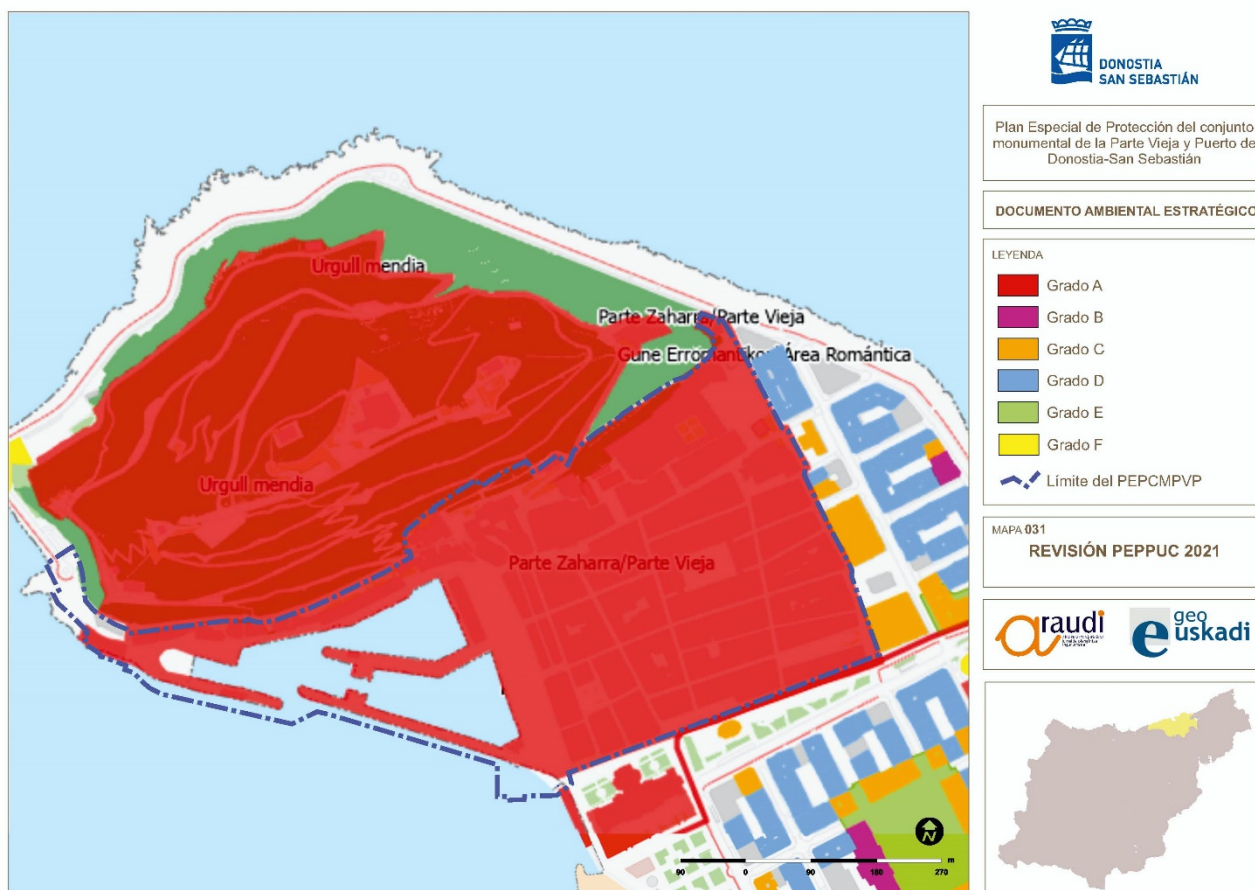 DONOSTIA
SAN SEBASTIÁN
Plan Especial de Protección del conjunto
monumental de la Parte Vieja y Puerto de
Donostia-San Sebastián
DOCUMENTO AMBIENTAL ESTRATÉGICO
LEYENDA
Grado A
Grado B
Grado C
Grado D
Grado E
Grado F
Límite del PEPCMPVP
MAPA 031
REVISIÓN PEPPUC 2021
araudi
geo
euskadi
Urgull mendia
Parte Zaharra/Parte Vieja
Gune Erromantikoa/Área Romántica
Urgull mendia
Parte Zaharra/Parte Vieja
N
90 0 90 180 270 m